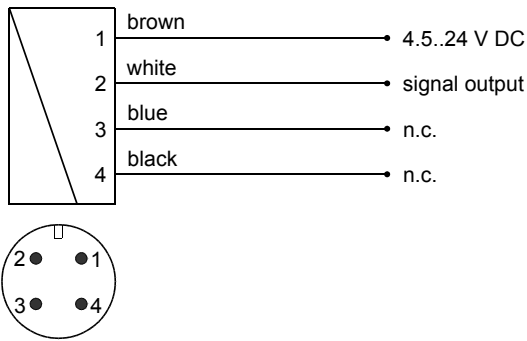 brown
1 4.5..24 V DC
white
2 signal output
blue
3 n.c.
black
4 n.c.
2 1
3 4